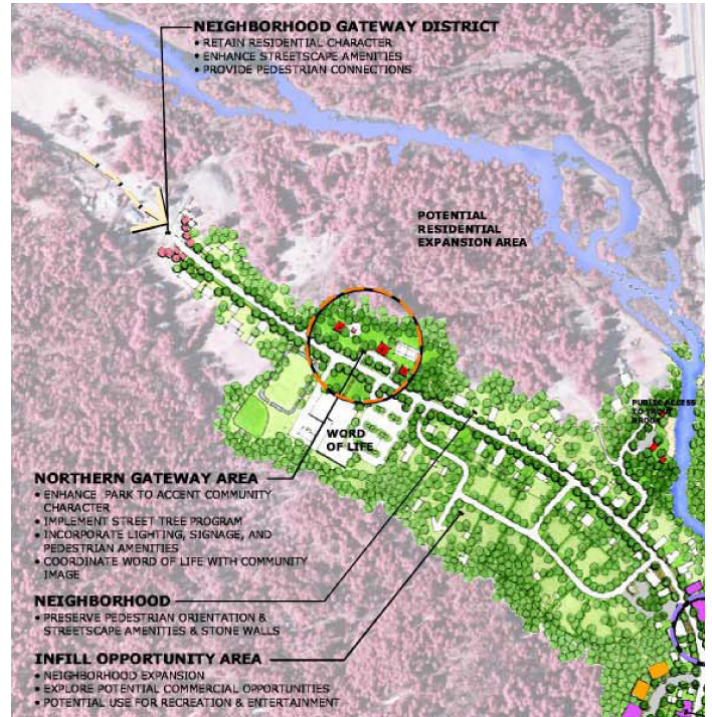 NEIGHBORHOOD GATEWAY DISTRICT
• RETAIN RESIDENTIAL CHARACTER
• ENHANCE STREETSCAPE AMENITIES
• PROVIDE PEDESTRIAN CONNECTIONS
POTENTIAL
RESIDENTIAL
EXPANSION AREA
PUBLIC ACCESS
TO TROUT
BROOK
WORD
OF LIFE
NORTHERN GATEWAY AREA
• ENHANCE PARK TO ACCENT COMMUNITY
CHARACTER
• IMPLEMENT STREET TREE PROGRAM
• INCORPORATE LIGHTING, SIGNAGE, AND
PEDESTRIAN AMENITIES
• COORDINATE WORD OF LIFE WITH COMMUNITY
IMAGE
NEIGHBORHOOD
• PRESERVE PEDESTRIAN ORIENTATION &
STREETSCAPE AMENITIES & STONE WALLS
INFILL OPPORTUNITY AREA
• NEIGHBORHOOD EXPANSION
• EXPLORE POTENTIAL COMMERCIAL OPPORTUNITIES
• POTENTIAL USE FOR RECREATION & ENTERTAINMENT